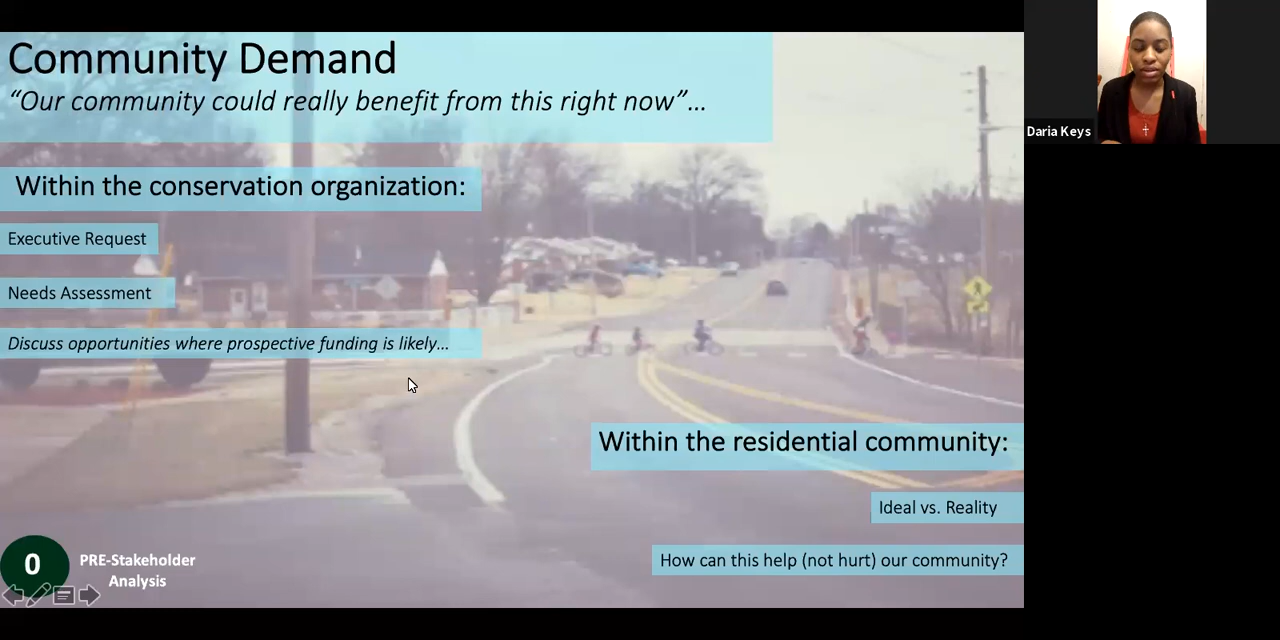 Community Demand
“Our community could really benefit from this right now”...
Within the conservation organization:
Executive Request
Needs Assessment
Discuss opportunities where prospective funding is likely...
Within the residential community:
Ideal vs. Reality
How can this help (not hurt) our community?
0
PRE-Stakeholder
Analysis
Daria Keys